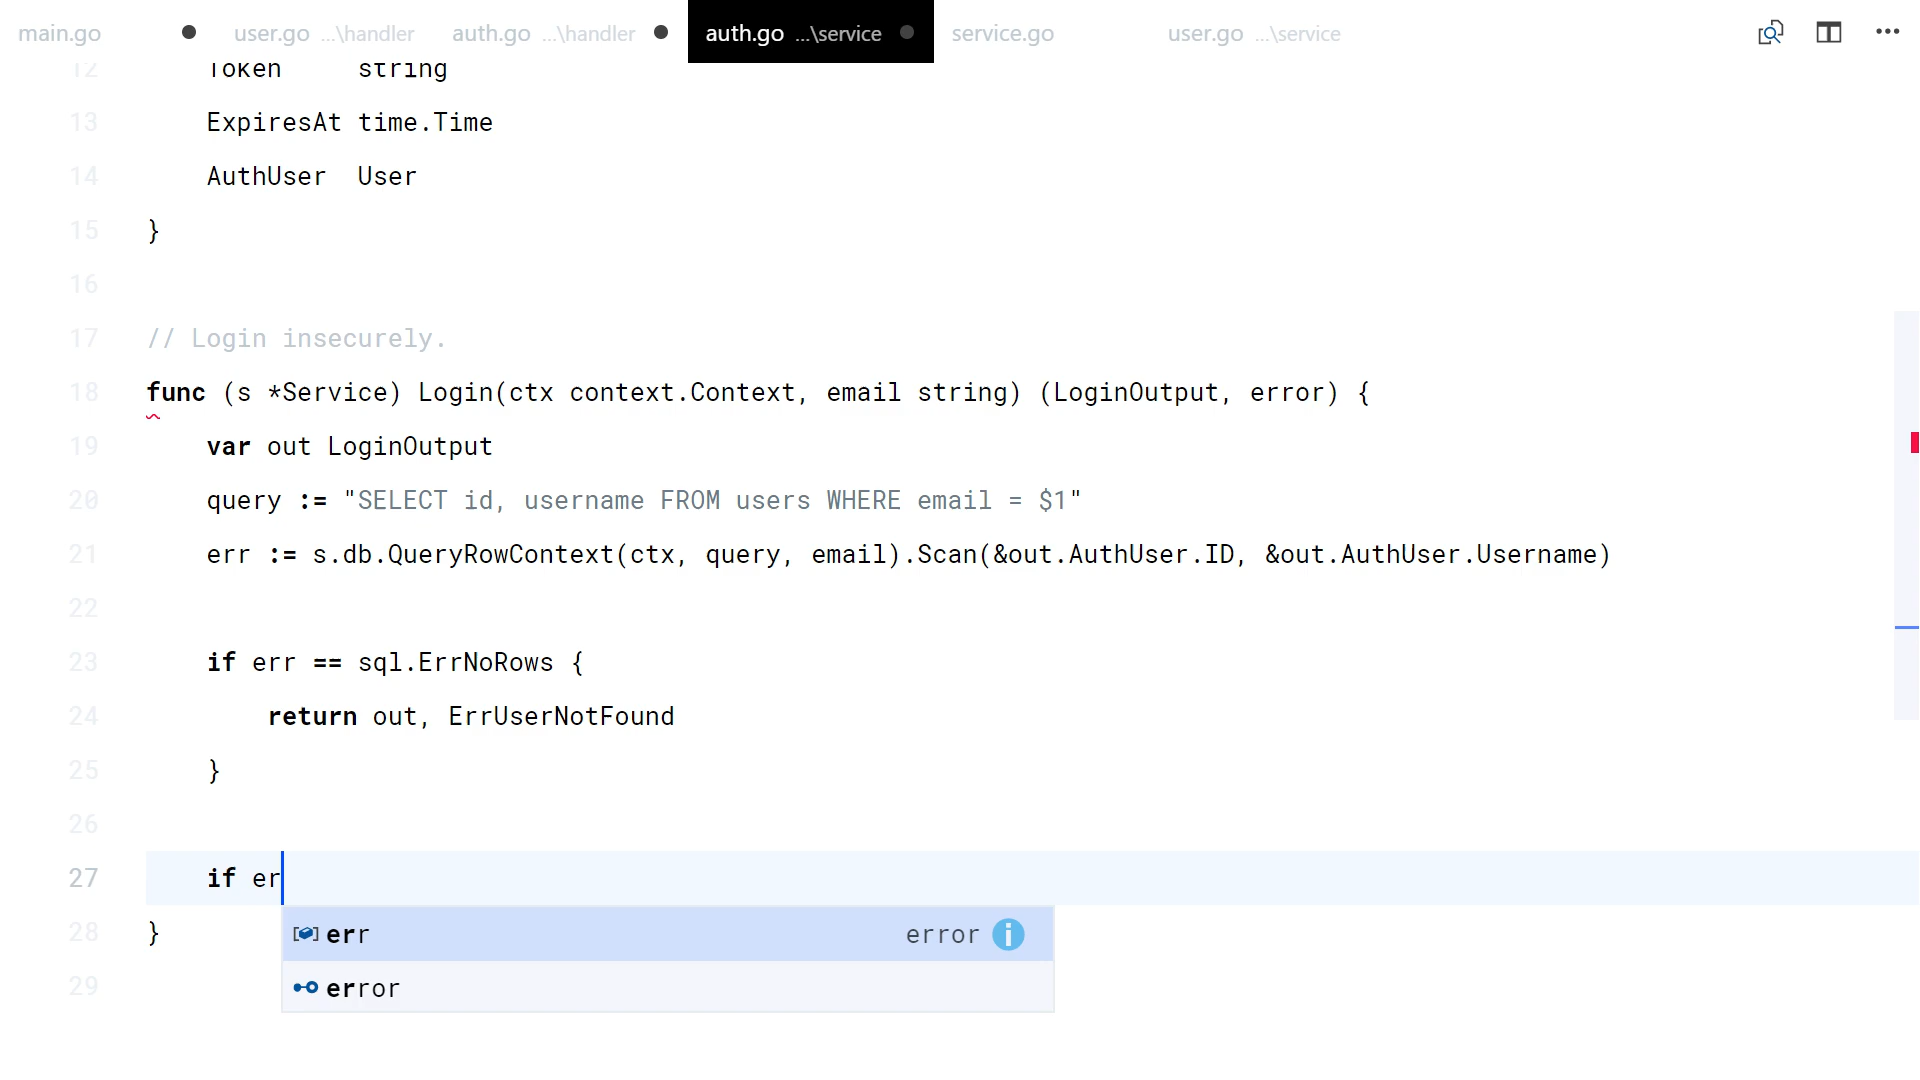 main.go user.go ...\handler auth.go ...\handler auth.go ...\service service.go user.go ...\service
12 Token string
13 ExpiresAt time.Time
14 AuthUser User
15 }
16
17 // Login insecurely.
18 func (s *Service) Login(ctx context.Context, email string) (LoginOutput, error) {
19 var out LoginOutput
20 query := "SELECT id, username FROM users WHERE email = $1"
21 err := s.db.QueryRowContext(ctx, query, email).Scan(&out.AuthUser.ID, &out.AuthUser.Username)
22
23 if err == sql.ErrNoRows {
24 return out, ErrUserNotFound
25 }
26
27 if er
28 }
err error
29
error